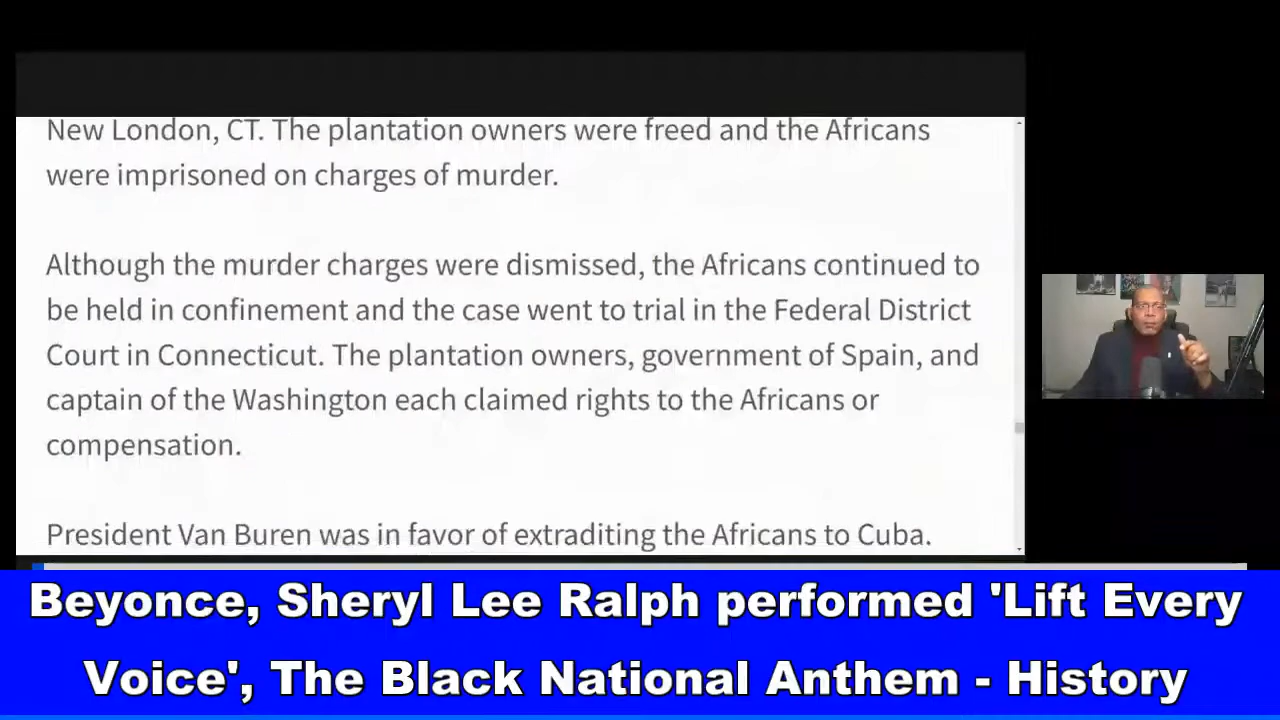 New London, CT. The plantation owners were freed and the Africans
were imprisoned on charges of murder.
Although the murder charges were dismissed, the Africans continued to
be held in confinement and the case went to trial in the Federal District
Court in Connecticut. The plantation owners, government of Spain, and
captain of the Washington each claimed rights to the Africans or
compensation.
President Van Buren was in favor of extraditing the Africans to Cuba.
Beyonce, Sheryl Lee Ralph performed 'Lift Every
Voice', The Black National Anthem - History